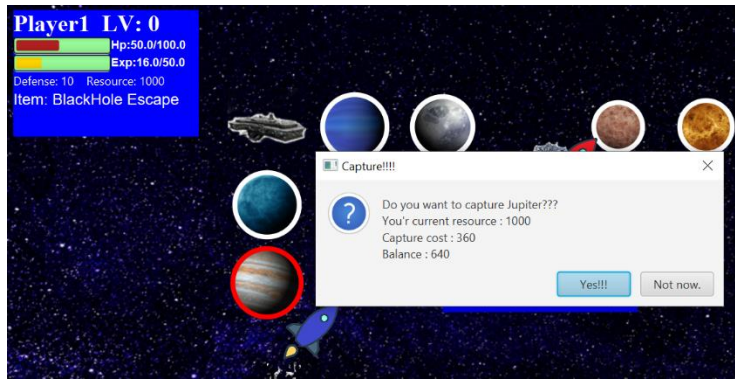 Player1 LV: 0
Hp:50.0/100.0
Exp:16.0/50.0
Defense: 10 Resource: 1000
Item: BlackHole Escape
Capture!!!!
Do you want to capture Jupiter???
You'r current resource : 1000
Capture cost : 360
Balance : 640
Yes!!! Not now.